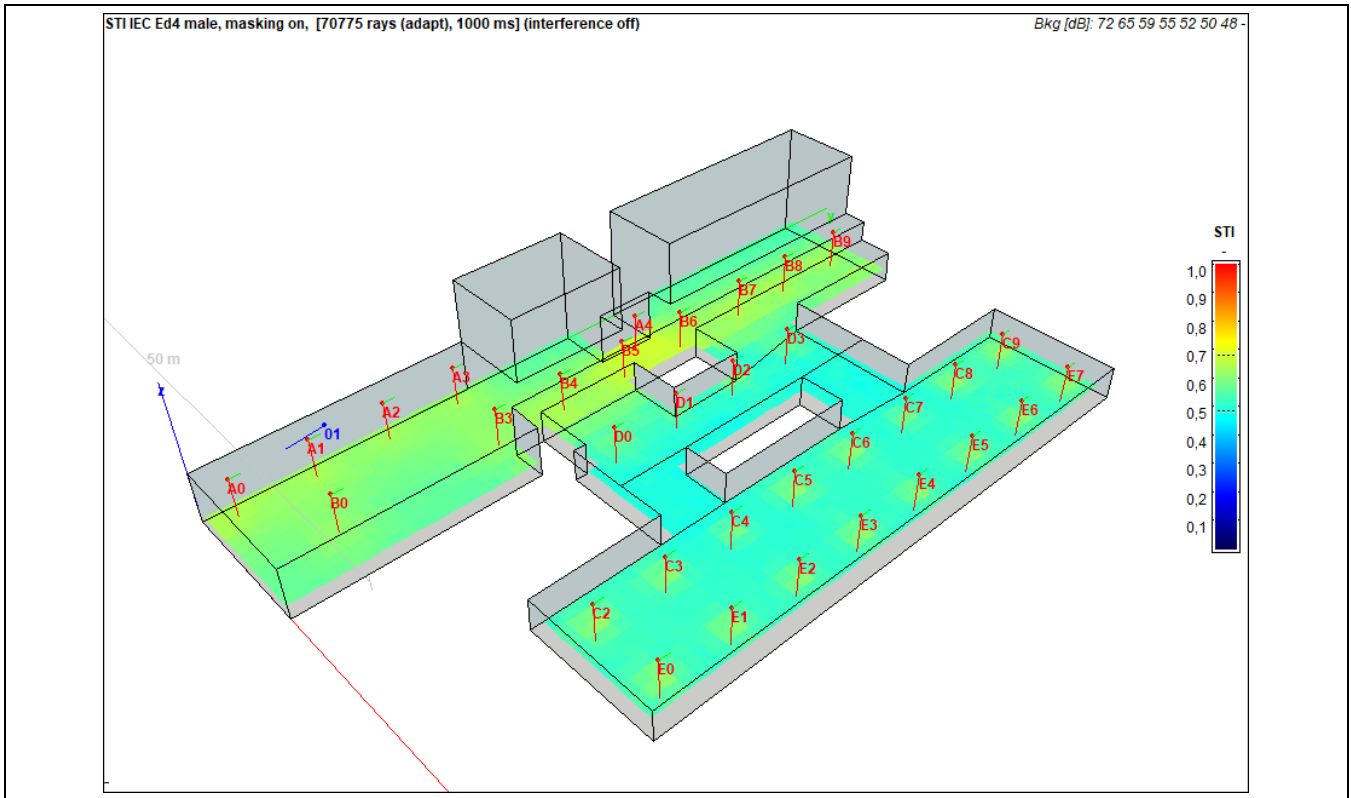 STI IEC Ed4 male, masking on, [70775 rays (adapt), 1000 ms] (interference off)
Bkg [dB]: 72 65 59 55 52 50 48 -
y
B9
B8
B7
STI
-
1,0
0,9
0,8
0,7
0,6
0,5
0,4
0,3
0,2
0,1
A4
B6
B5
D3
C9
50 m
z
A3
B4
D2
C8
E7
A2
B3
D1
C7
E6
01
A1
D0
C6
E5
A0
B0
C5
E4
C4
E3
C3
E2
C2
E1
E0
-